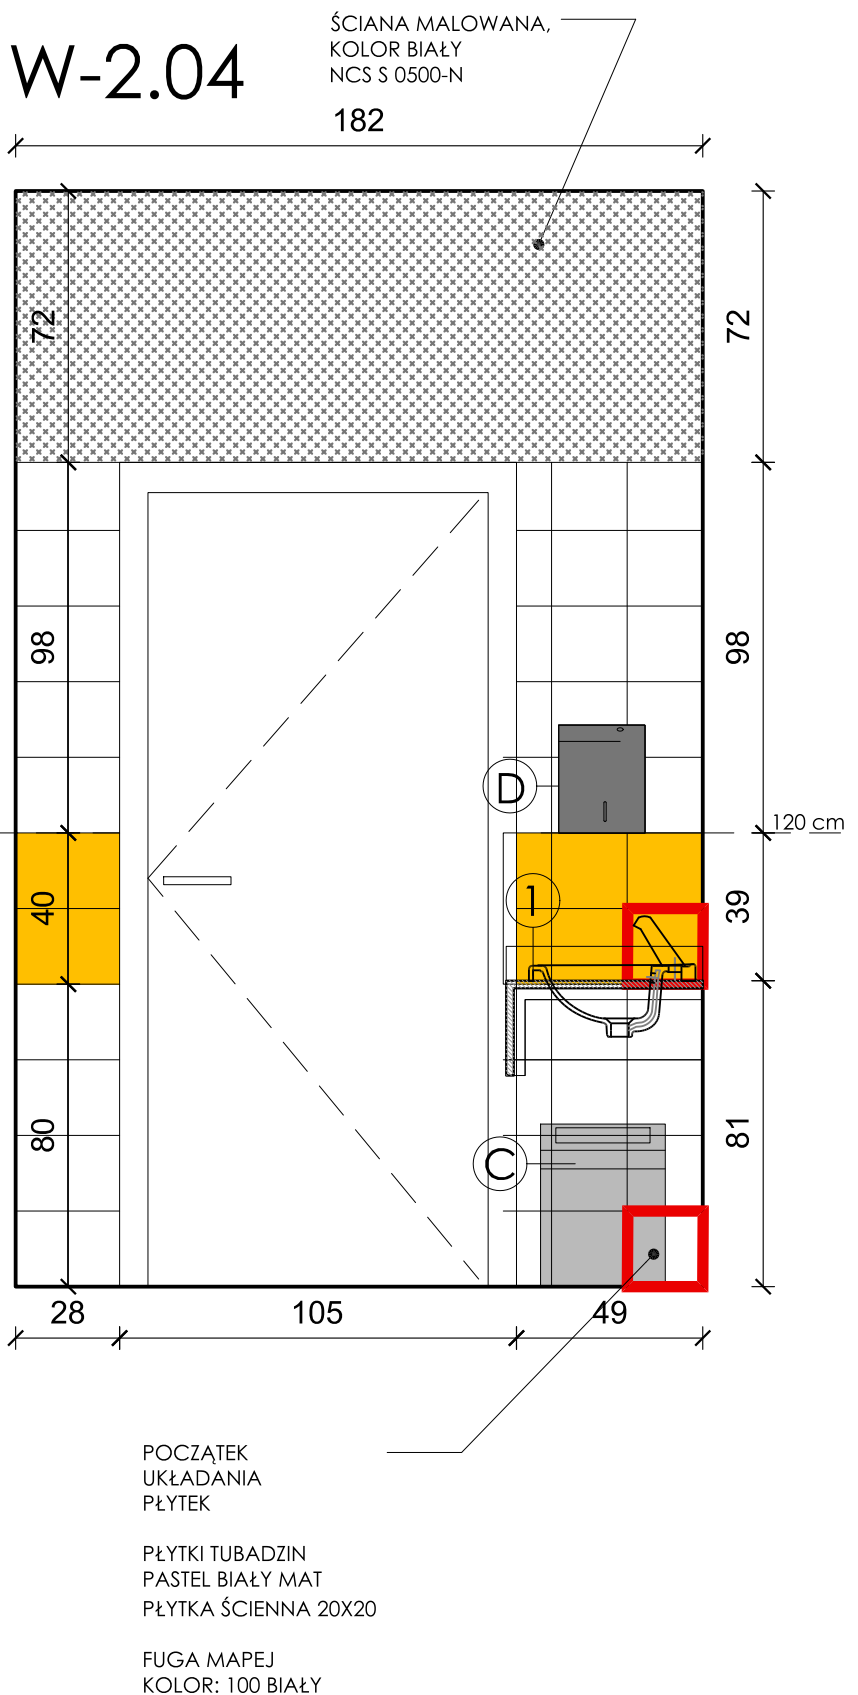 W-2.04
ŚCIANA MALOWANA,
KOLOR BIAŁY
NCS S 0500-N
182
72
72
98
98
D
120 cm
40
1
39
80
C
81
28
105
49
POCZĄTEK
UKŁADANIA
PŁYTEK
PŁYTKI TUBADZIN
PASTEL BIAŁY MAT
PŁYTKA ŚCIENNA 20X20
FUGA MAPEJ
KOLOR: 100 BIAŁY